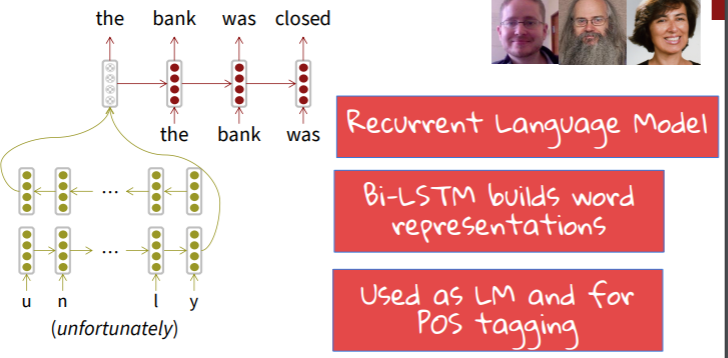 the bank was closed
the bank was
...
...
u n l y
(unfortunately)
Recurrent Language Model
Bi-LSTM builds word
representations
Used as LM and for
POS tagging